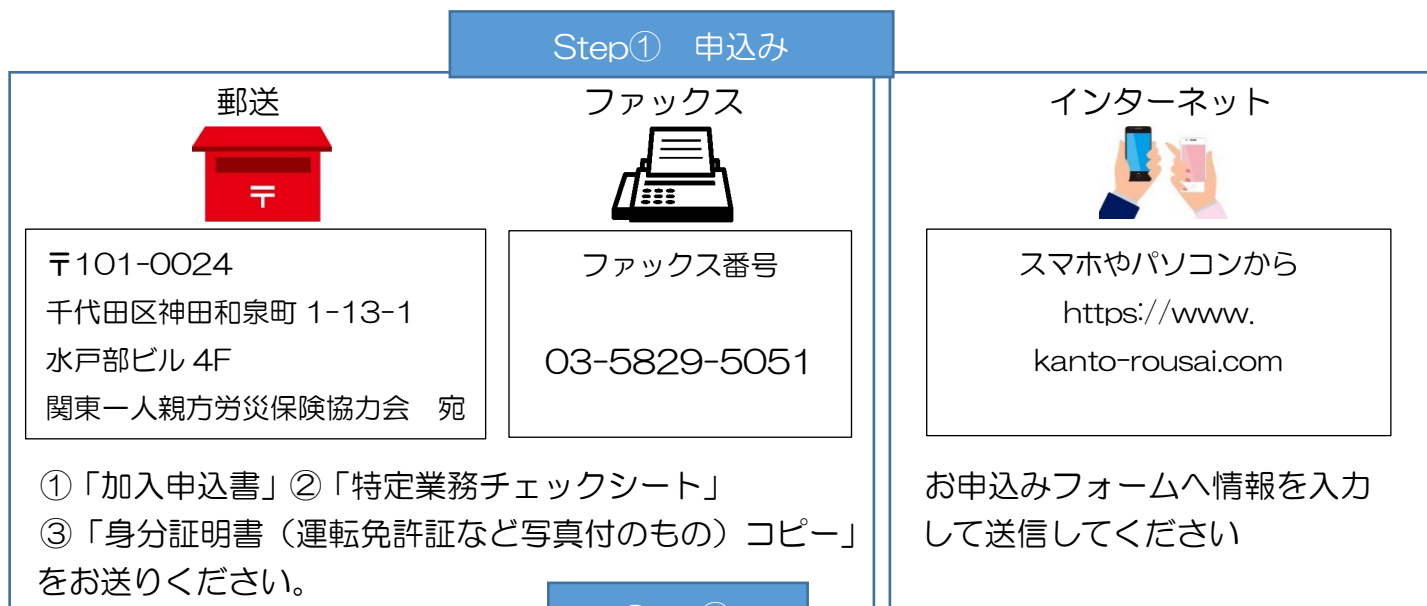 Step① 申込み
郵送
〒
〒101-0024
千代田区神田和泉町 1-13-1
水戸部ビル 4F
関東一人親方労災保険協力会 宛
ファックス
ファックス番号
03-5829-5051
①「加入申込書」②「特定業務チェックシート」
③「身分証明書（運転免許証など写真付のもの）コピー」
をお送りください。
インターネット
スマホやパソコンから
https://www.
kanto-rousai.com
お申込みフォームへ情報を入力
して送信してください